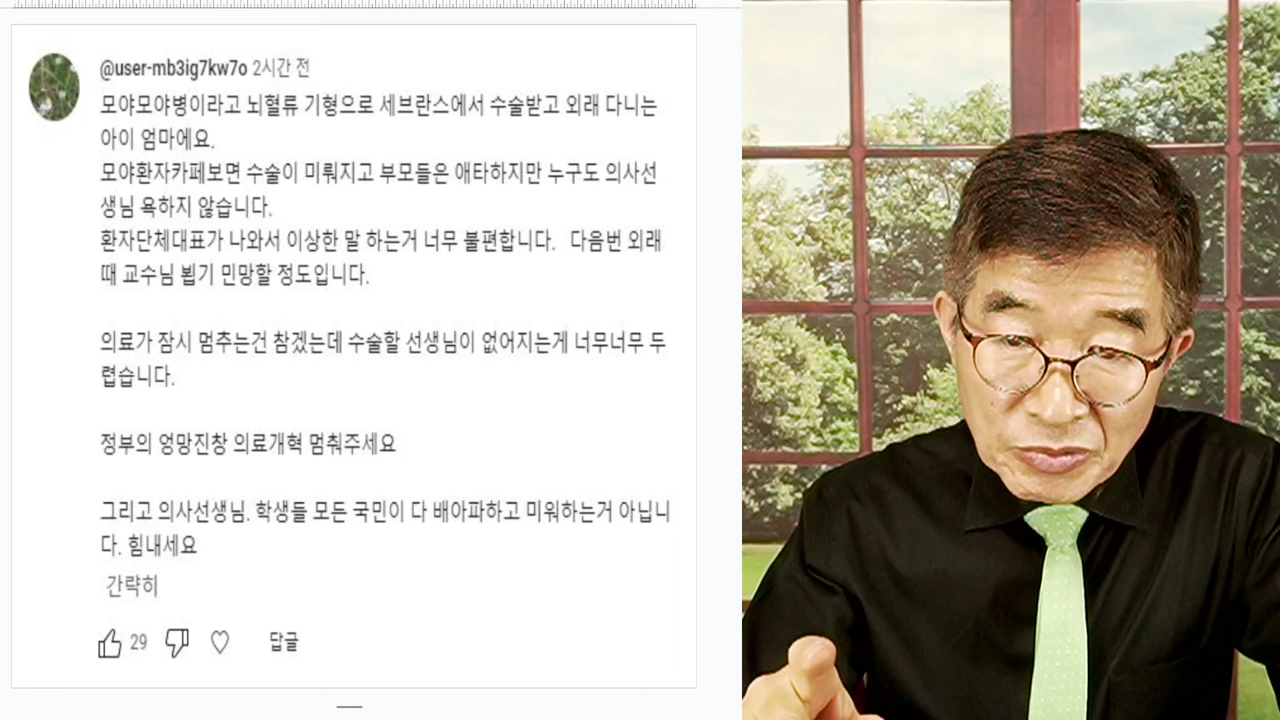 @user-mb3ig7kw7o 2시간 전
모야모야병이라고 뇌혈류 기형으로 세브란스에서 수술받고 외래 다니는
아이 엄마에요.
모야환자카페보면 수술이 미뤄지고 부모들은 애타하지만 누구도 의사선
생님 욕하지 않습니다.
환자단체대표가 나와서 이상한 말 하는거 너무 불편합니다. 다음번 외래
때 교수님 뵙기 민망할 정도입니다.
의료가 잠시 멈추는건 참겠는데 수술할 선생님이 없어지는게 너무너무 두
렵습니다.
정부의 엉망진창 의료개혁 멈춰주세요
그리고 의사선생님. 학생들 모든 국민이 다 배아파하고 미워하는거 아닙니
다. 힘내세요
간략히
29 답글